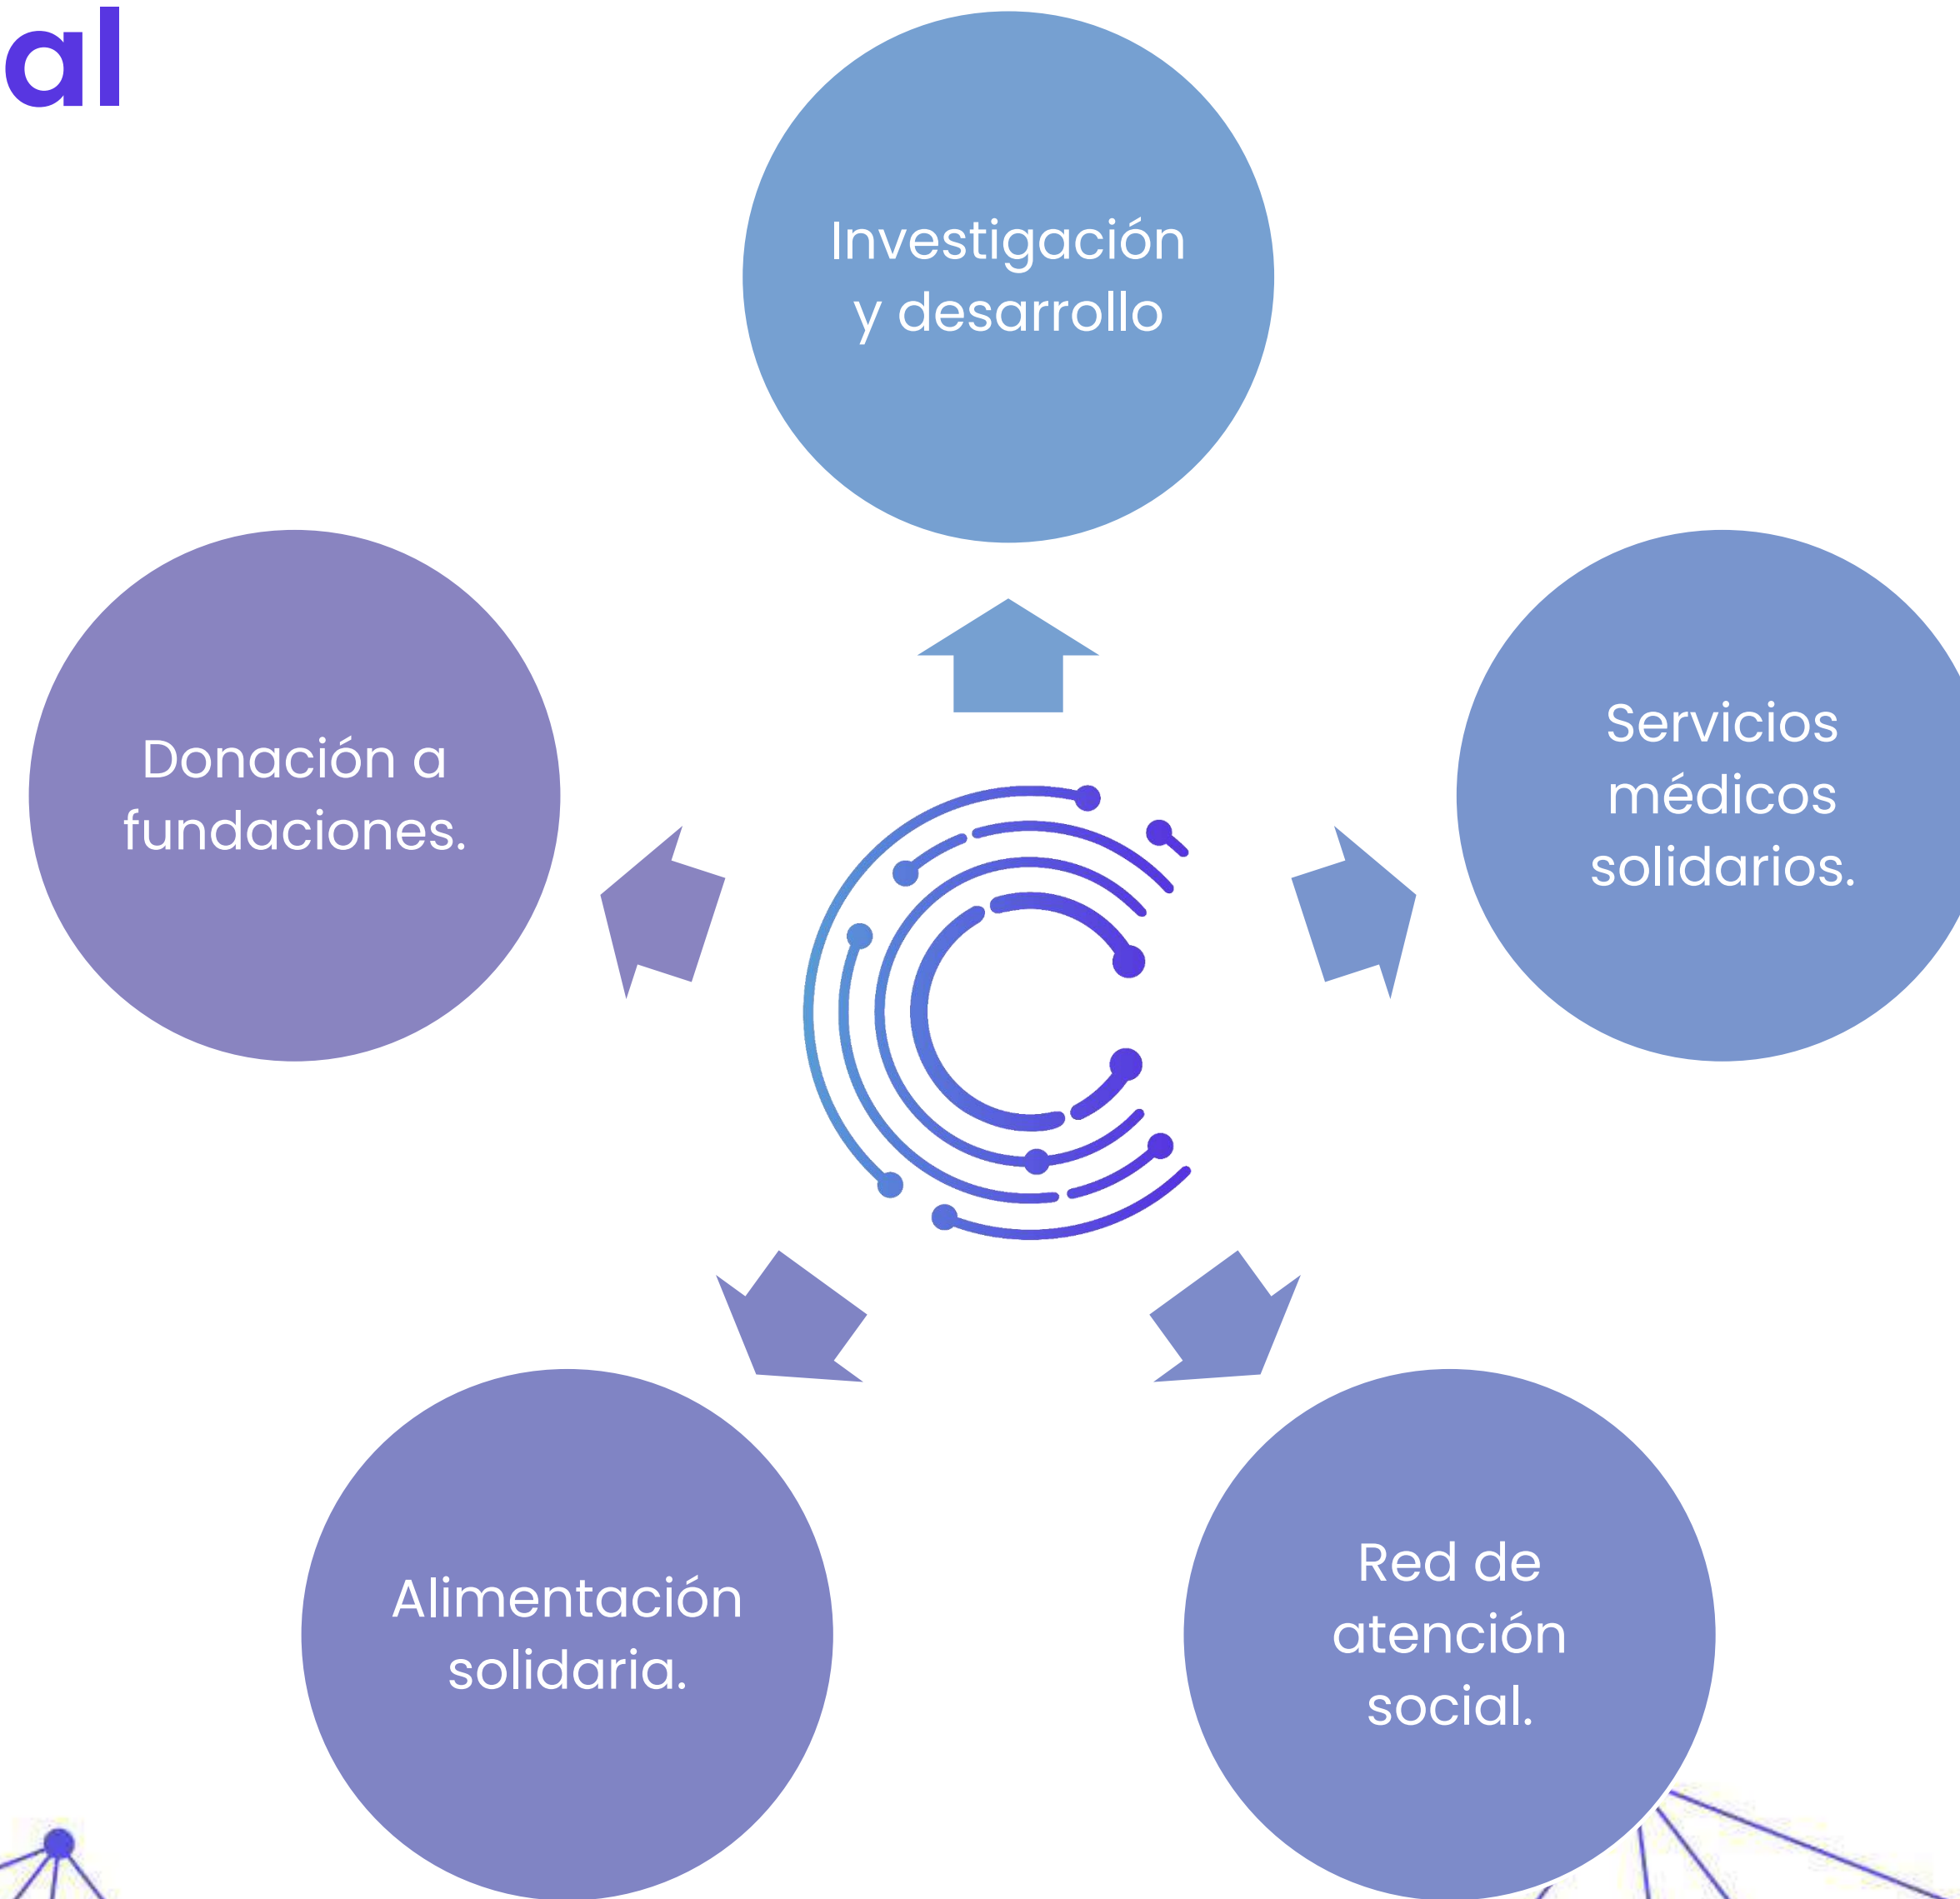 al
Investigación
y desarrollo
Donación a
fundaciones.
Servicios
médicos
solidarios.
Alimentación
solidaria.
Red de
atención
social.